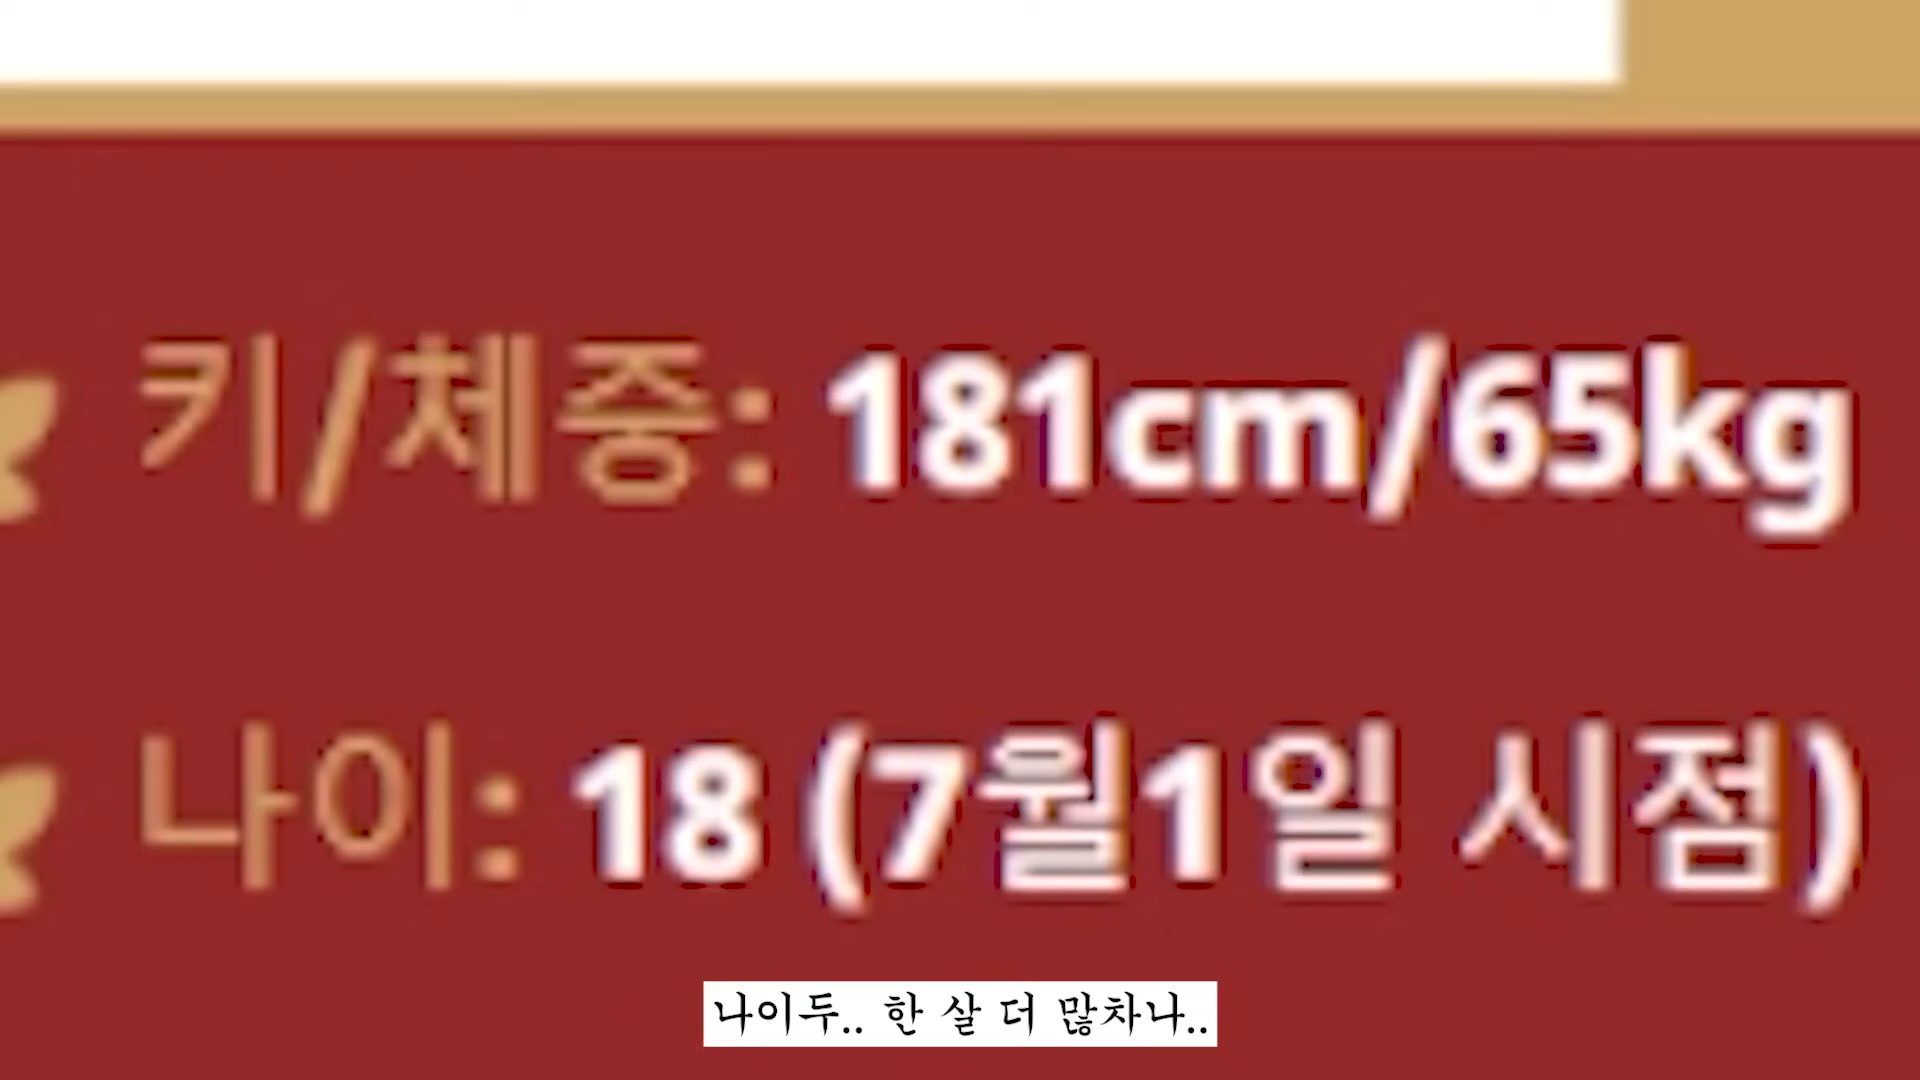 키/체중: 181cm/65kg
나이: 18 (7월1일 시점)
나이두.. 한 살 더 많차나..